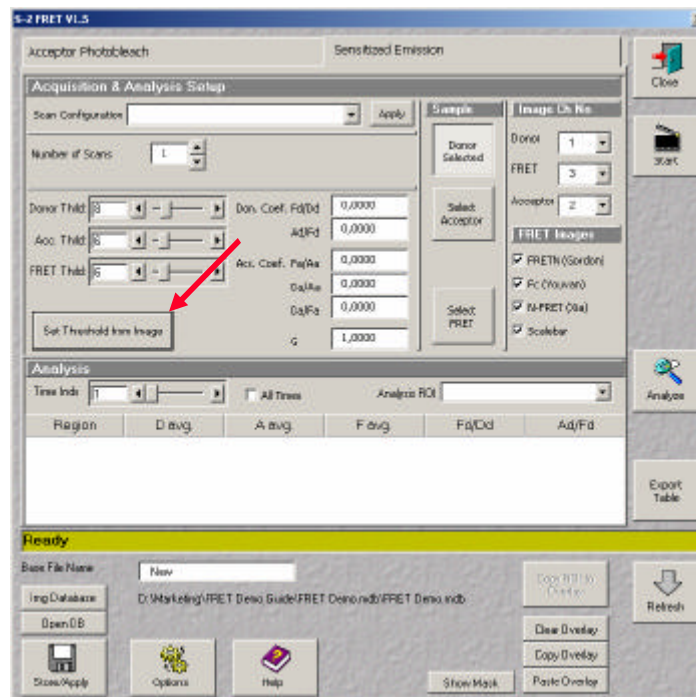 S-2 FRET V1.5
Acceptor Photobleach
Sensitized Emission
Close
Start
Acquisition & Analysis Setup
Scan Configuration
Apply
Number of Scans
1
Donor Thld:
Acc. Thld:
6
FRET Thld:
6
Set Threshold from Image
Don. Coef. Fd/Dd
0,0000
Ad/Fd
0,0000
Acc. Coef. Fa/Aa
0,0000
Da/Aa
0,0000
Da/Fa
0,0000
G
1,0000
Sample
Donor
Selected
Select
Acceptor
Select
FRET
Image Ch No
Donor
1
FRET
3
Acceptor
2
FRET Images
FRETN (Gordon)
Fc (Youvan)
N-FRET (Xia)
Scalebar
Analysis
Time Inds
1
All Times
Analysis ROI
Region D avg. A avg. F avg. Fd/Dd Ad/Fd
Analyze
Export
Table
Ready
Base File Name
New
Img Database
D:\Marketing\FRET Demo Guide\FRET Demo.mdb\FRET Demo.mdb
Open DB
Store/Apply
Options
Help
Show Mask
Copy ROI to
Overlay
Clear Overlay
Copy Overlay
Paste Overlay
Refresh